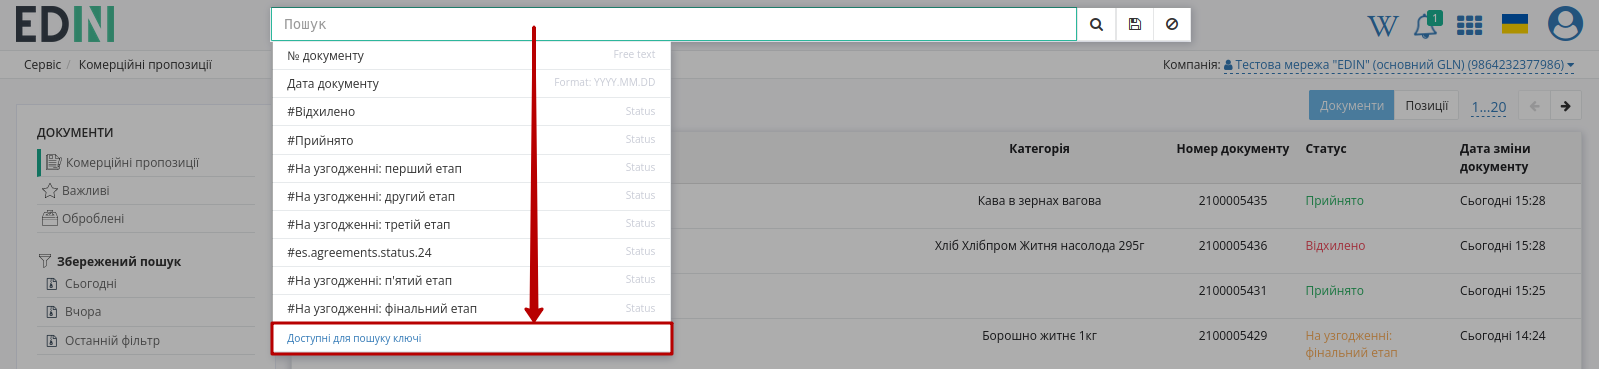 EDIN
Пошук
W
1
№ документу Free text
Дата документу Format: YYYY.MM.DD
#Відхилено Status
#Прийнято Status
#На узгодженні: перший етап Status
#На узгодженні: другий етап Status
#На узгодженні: третій етап Status
#es.agreements.status.24 Status
#На узгодженні: п'ятий етап Status
#На узгодженні: фінальний етап Status
Доступні для пошуку ключі
Сервіс / Комерційні пропозиції
Компанія: Тестова мережа "EDIN" (основний GLN) (9864232377986)
ДОКУМЕНТИ
Комерційні пропозиції
Важливі
Оброблені
Збережений пошук
Сьогодні
Вчора
Останній фільтр
Документи Позиції 1...20
Категорія Номер документу Статус Дата зміни
документу
Кава в зернах вагова 2100005435 Прийнято Сьогодні 15:28
Хліб Хлібпром Житня насолода 295г 2100005436 Відхилено Сьогодні 15:28
2100005431 Прийнято Сьогодні 15:25
Борошно житнє 1кг 2100005429 На узгодженні: Сьогодні 14:24
фінальний етап